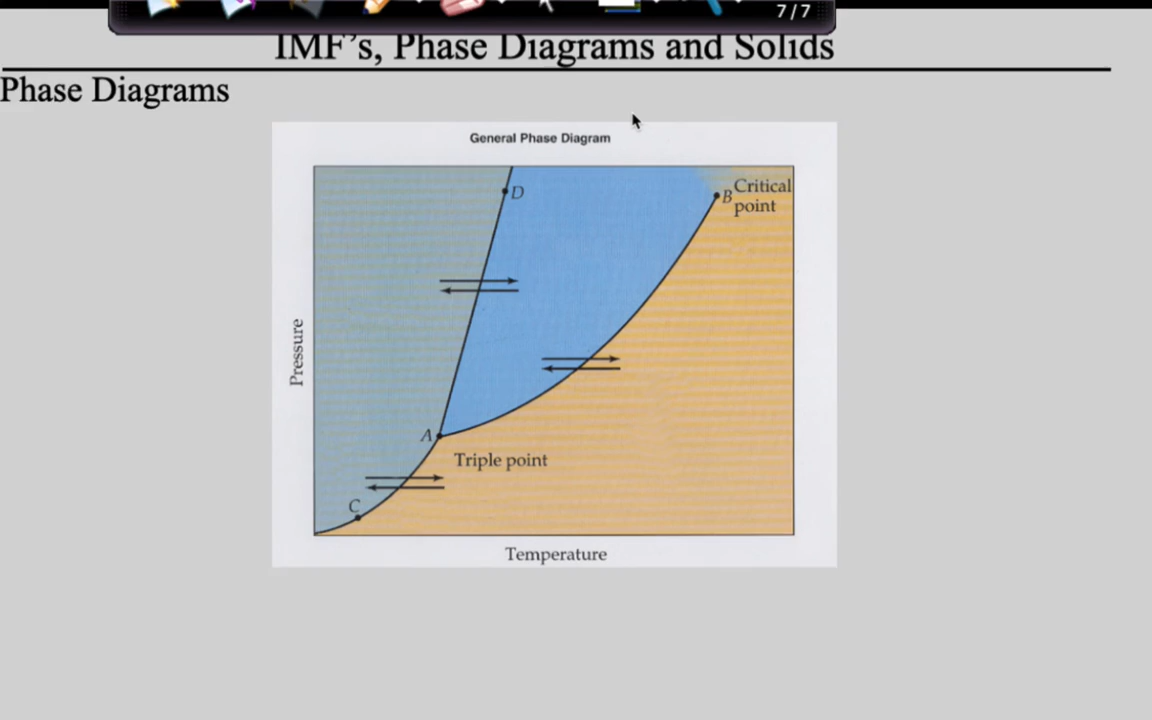 7/7
IMF's, Phase Diagrams and Solids
Phase Diagrams
General Phase Diagram
D
B Critical
point
Pressure
A
Triple point
C
Temperature